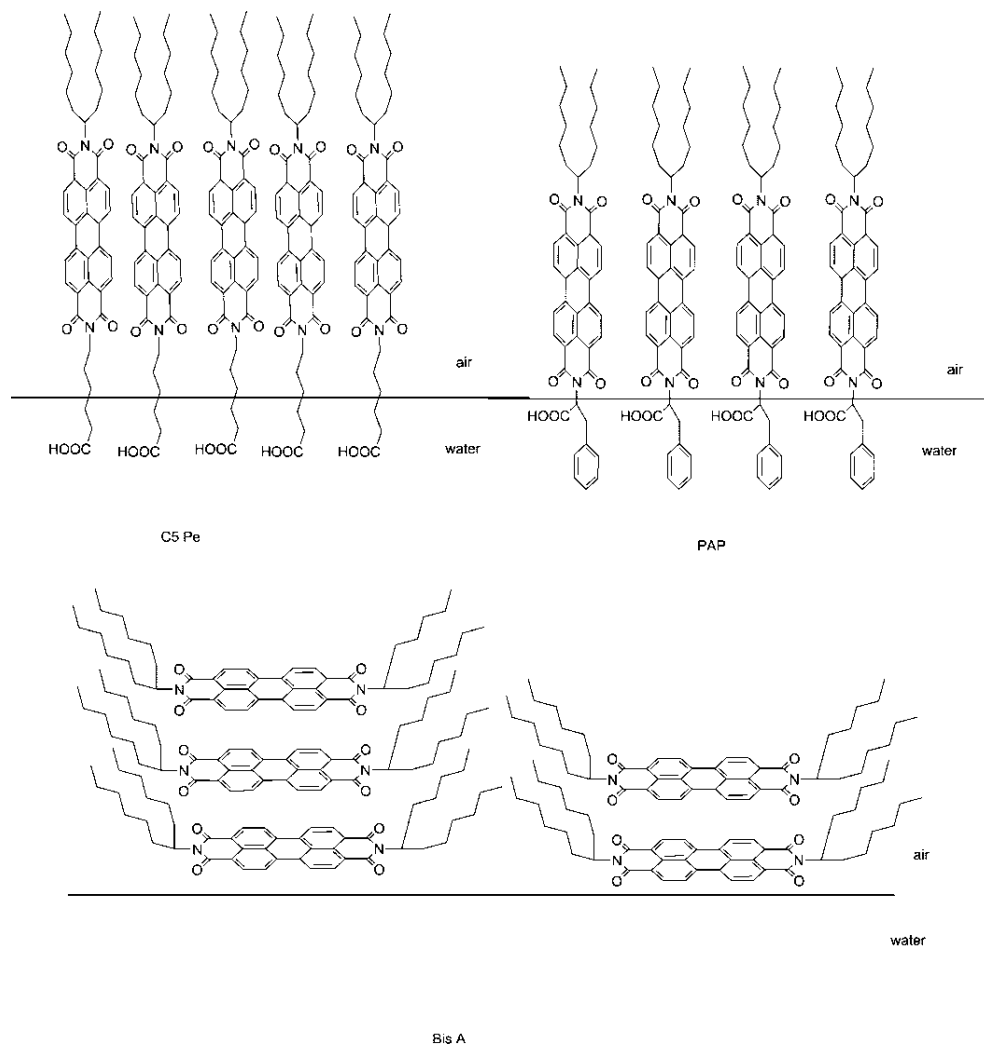 O N O O N O O N O O N O O N O
O N O O N O O N O O N O O N O
air
HOOC HOOC HOOC HOOC HOOC water
C5 Pe
O N O O N O O N O O N O
O N O O N O O N O O N O
air
HOOC HOOC HOOC HOOC
water
PAP
O O
N N
O O
O O
N N
O O
O O
N N
O O
O O
N N
O O
O O
N N
O O
air
water
Bis A